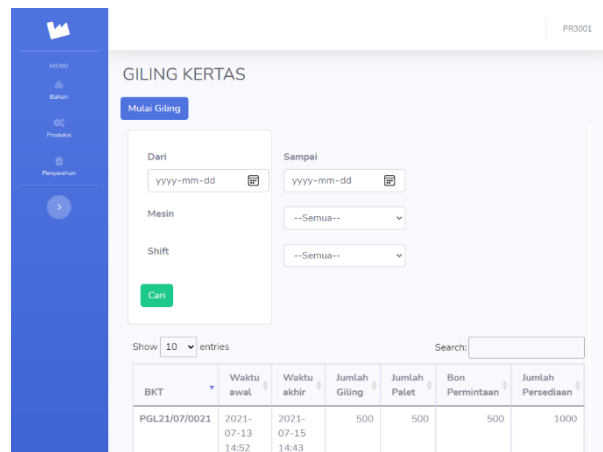 PR3001
MENU
Bahan
Produksi
Penyerahan
GILING KERTAS
Mulai Giling
Dari Sampai
yyyy-mm-dd yyyy-mm-dd
Mesin --Semua--
Shift --Semua--
Cari
Show 10 entries Search:
BKT Waktu awal Waktu akhir Jumlah Giling Jumlah Palet Bon Permintaan Jumlah Persediaan
PGL21/07/0021 2021-07-13 14:52 2021-07-15 14:43 500 500 500 1000